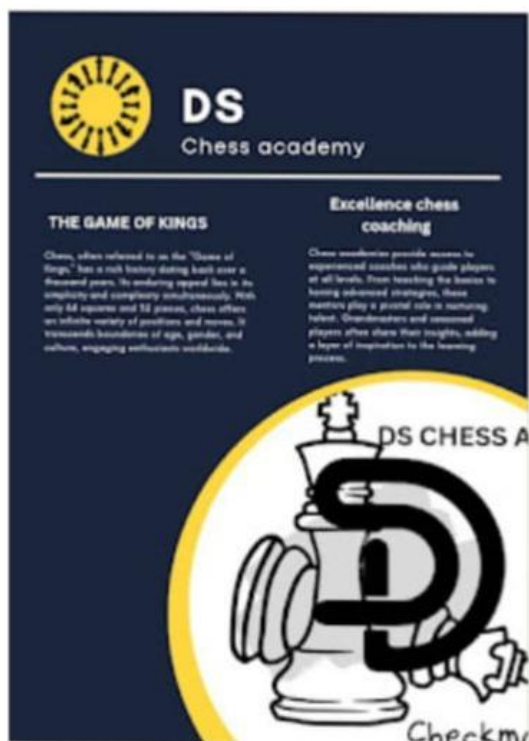 DS
Chess academy
THE GAME OF KINGS
Chess, often referred to as the "Game of
Kings," has a rich history dating back over a
thousand years. Its enduring appeal lies in its
simplicity and complexity simultaneously. With
only 64 squares and 32 pieces, chess offers
an infinite variety of positions and moves. It
transcends boundaries of age, gender, and
culture, engaging enthusiasts worldwide.
Excellence chess
coaching
Chess academies provide access to
experienced coaches who guide players
at all levels. From teaching the basics to
honing advanced strategies, these
mentors play a pivotal role in nurturing
talent. Grandmasters and renowned
players often share their insights, adding
a layer of inspiration to the learning
process.
DS CHESS A
Checkm